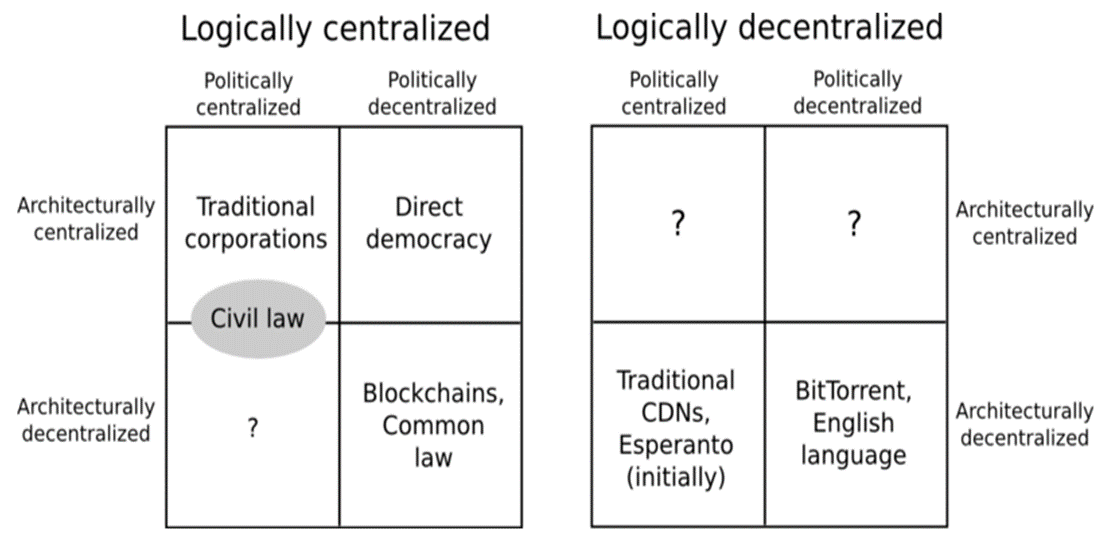 Logically centralized
Logically decentralized
Politically
centralized
Politically
decentralized
Politically
centralized
Politically
decentralized
Architecturally
centralized
Traditional
corporations
Direct
democracy
?
?
Architecturally
centralized
Civil law
Architecturally
decentralized
?
Blockchains,
Common
law
Traditional
CDNs,
Esperanto
(initially)
BitTorrent,
English
language
Architecturally
decentralized